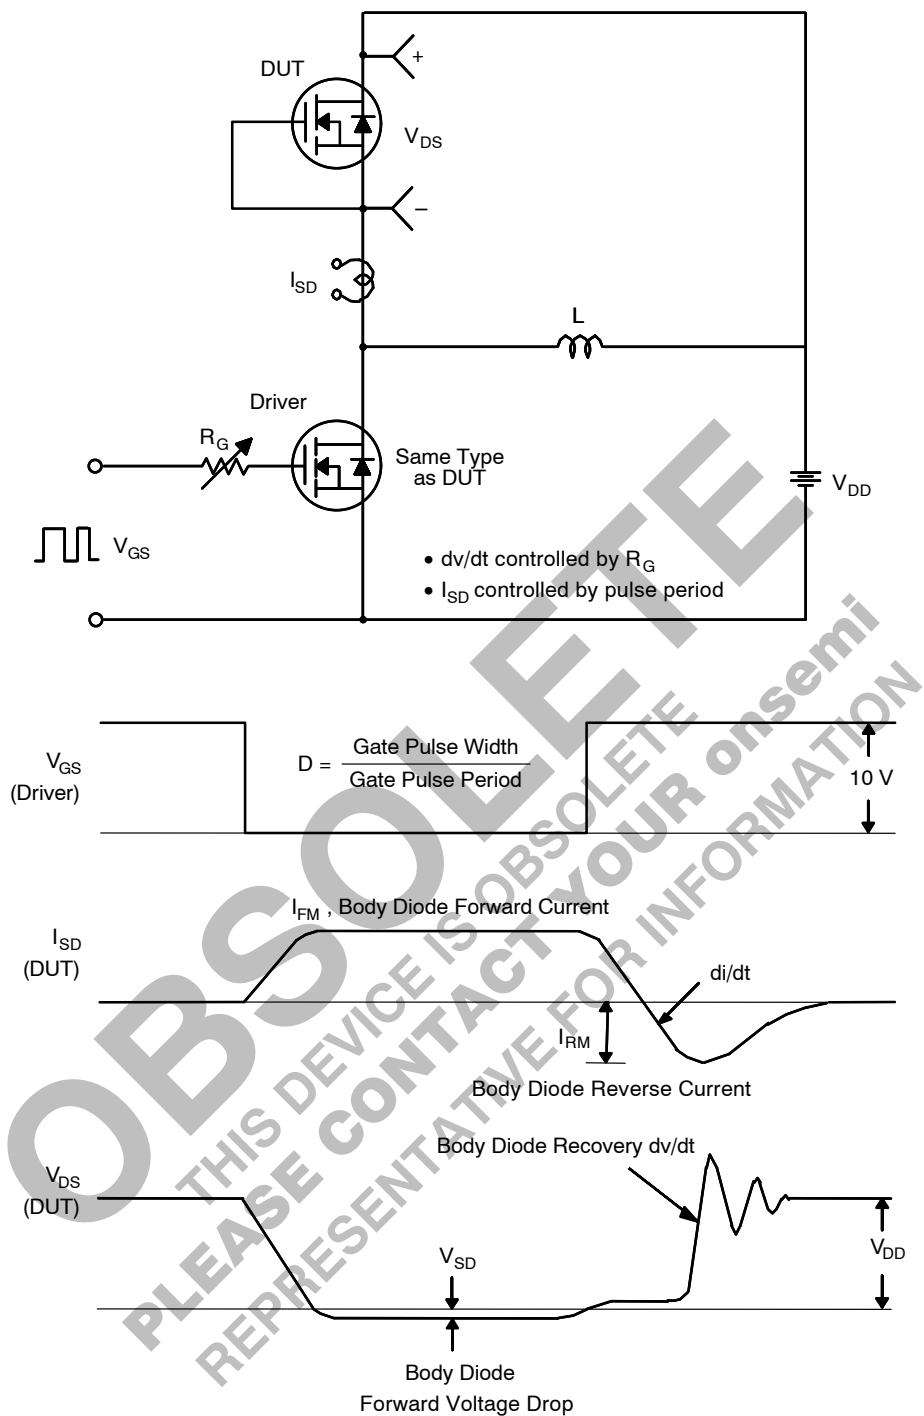 DUT
+
V_DS
−
I_SD
L
Driver
R_G
Same Type
as DUT
V_DD
V_GS
• dv/dt controlled by R_G
• I_SD controlled by pulse period
V_GS
(Driver)
D = Gate Pulse Width
Gate Pulse Period
10 V
I_FM , Body Diode Forward Current
I_SD
(DUT)
di/dt
I_RM
Body Diode Reverse Current
Body Diode Recovery dv/dt
V_DS
(DUT)
V_SD
V_DD
Body Diode
Forward Voltage Drop
OBSOLETE
THIS DEVICE IS OBSOLETE
PLEASE CONTACT YOUR onsemi
REPRESENTATIVE FOR INFORMATION